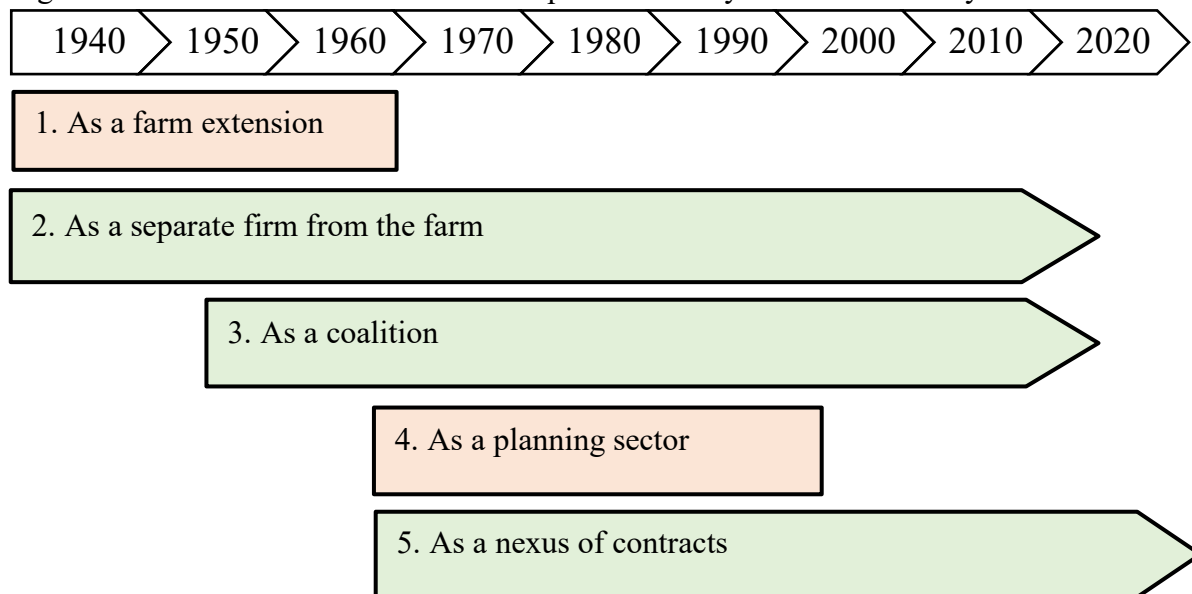 1940 1950 1960 1970 1980 1990 2000 2010 2020
1. As a farm extension
2. As a separate firm from the farm
3. As a coalition
4. As a planning sector
5. As a nexus of contracts